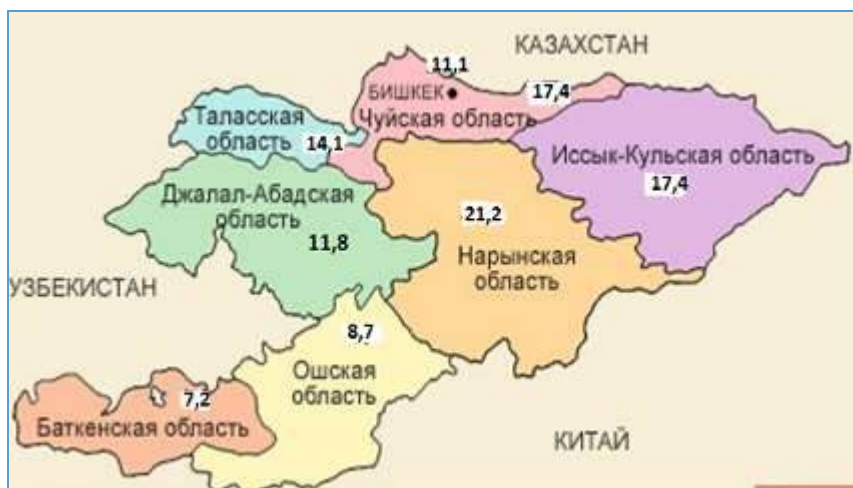 КАЗАХСТАН
11,1
БИШКЕК
17,4
Чуйская область
Таласская
область
14,1
Иссык-Кульская область
17,4
Джалал-Абадская
область
11,8
21,2
Нарынская
область
УЗБЕКИСТАН
8,7
Ошская
область
7,2
Баткенская область
КИТАЙ